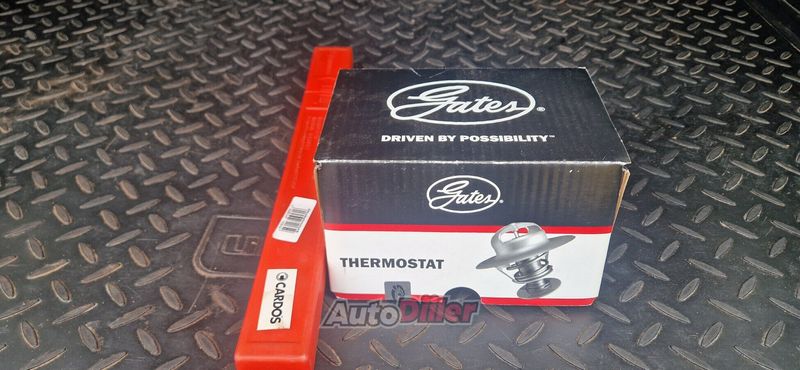 Gates®
DRIVEN BY POSSIBILITY™
Gates®
THERMOSTAT
CARDOS
AutoDiler